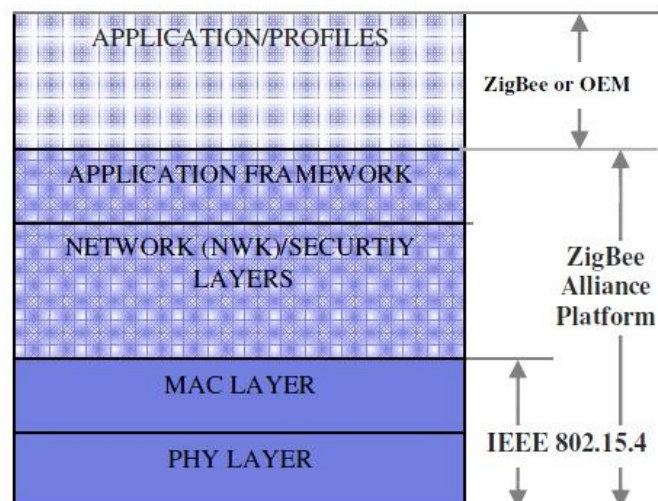 APPLICATION/PROFILES
ZigBee or OEM
APPLICATION FRAMEWORK
NETWORK (NWK)/SECURTIY
LAYERS
ZigBee
Alliance
Platform
MAC LAYER
IEEE 802.15.4
PHY LAYER